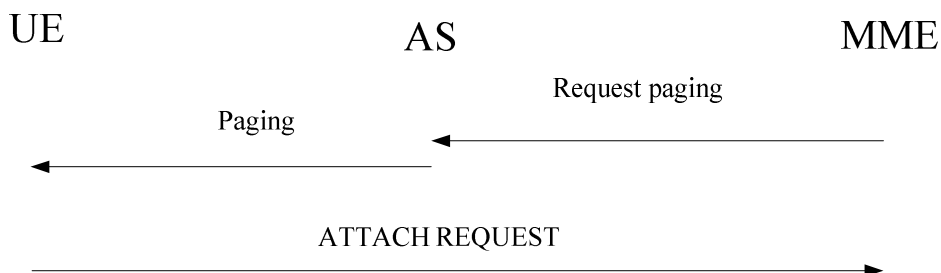 UE
AS
MME
Request paging
Paging
ATTACH REQUEST